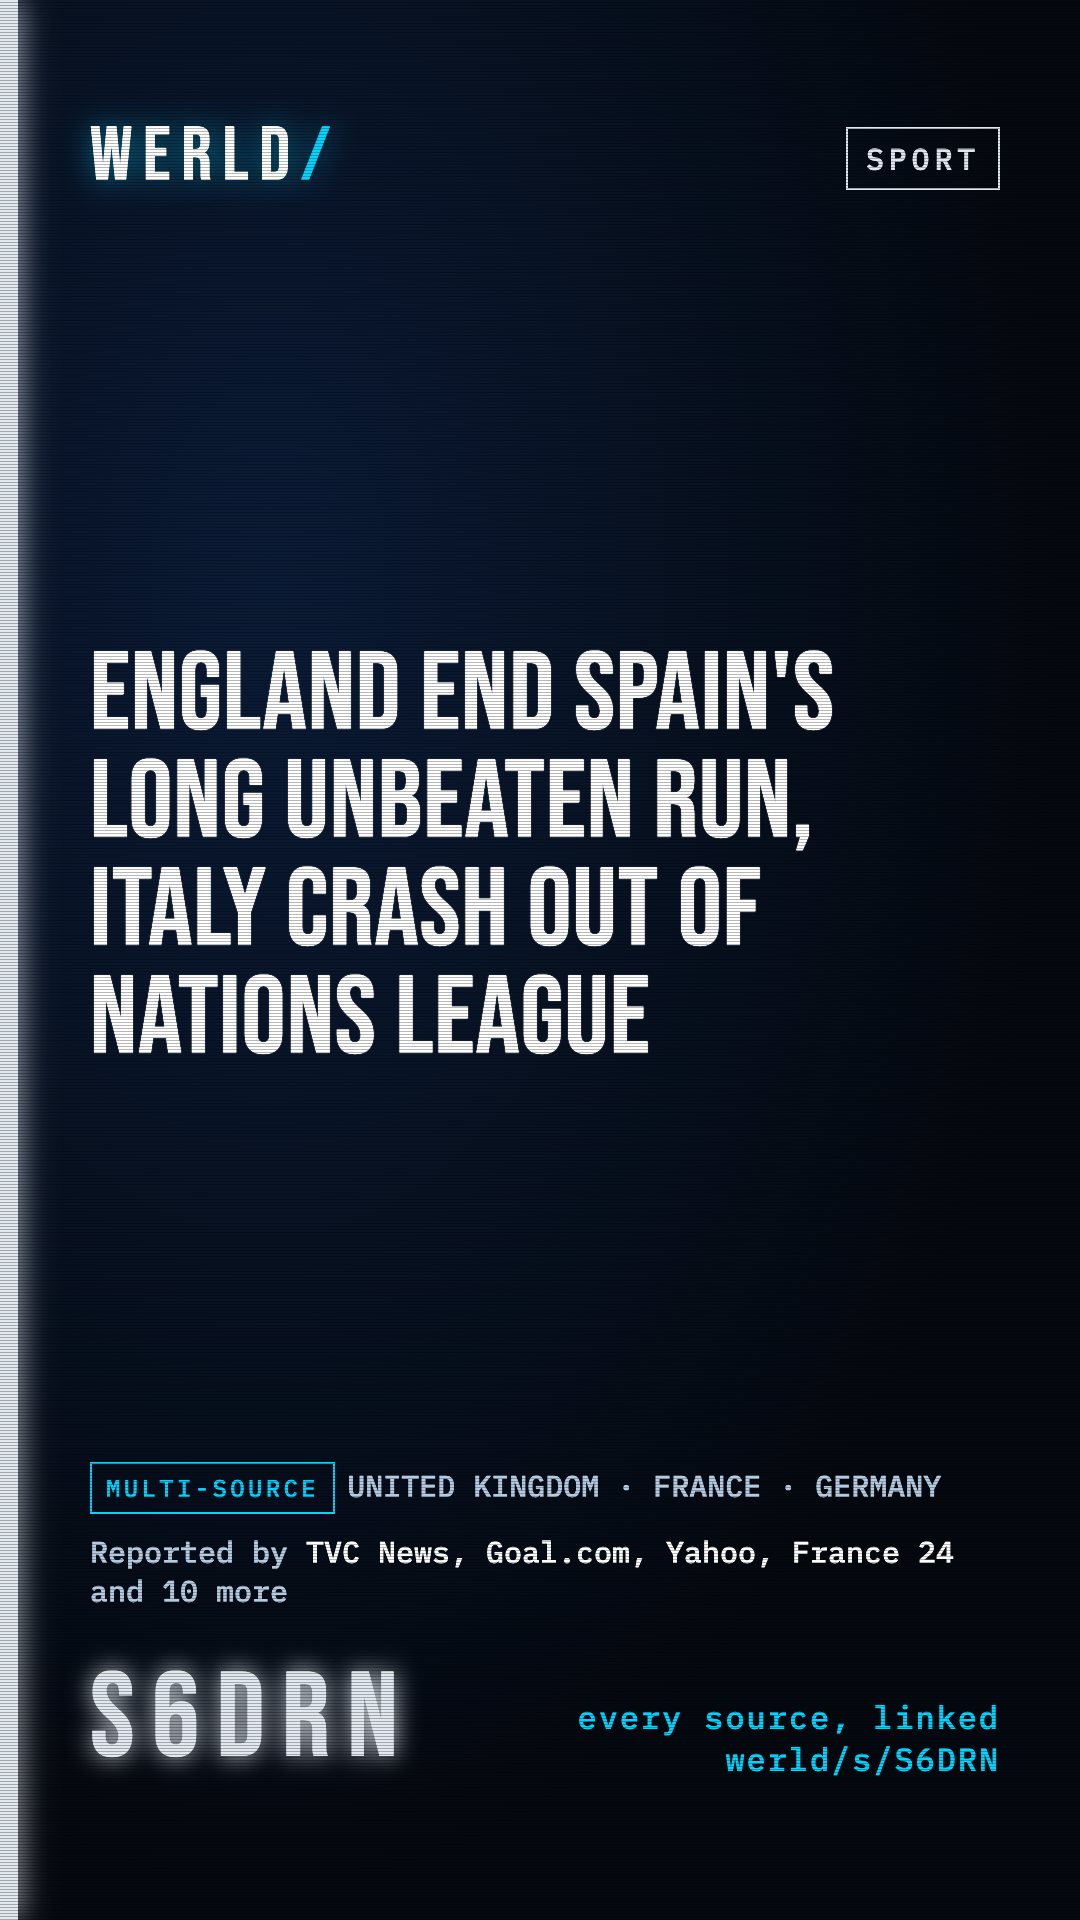 WERLD/
SPORT
ENGLAND END SPAIN'S
LONG UNBEATEN RUN,
ITALY CRASH OUT OF
NATIONS LEAGUE
MULTI-SOURCE UNITED KINGDOM · FRANCE · GERMANY
Reported by TVC News, Goal.com, Yahoo, France 24
and 10 more
S6DRN
every source, linked
werld/s/S6DRN